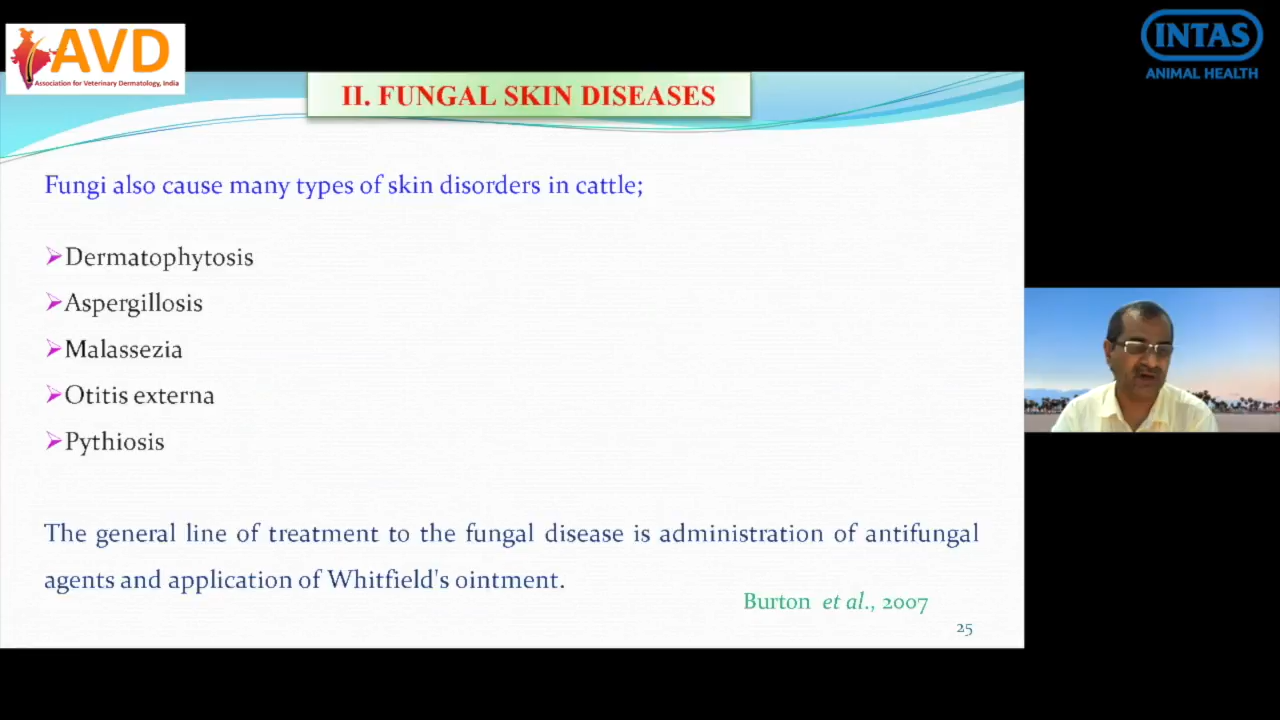 AVD
Association for Veterinary Dermatology, India
INTAS
ANIMAL HEALTH
II. FUNGAL SKIN DISEASES
Fungi also cause many types of skin disorders in cattle;
Dermatophytosis
Aspergillosis
Malassezia
Otitis externa
Pythiosis
The general line of treatment to the fungal disease is administration of antifungal
agents and application of Whitfield's ointment.
Burton et al., 2007
25